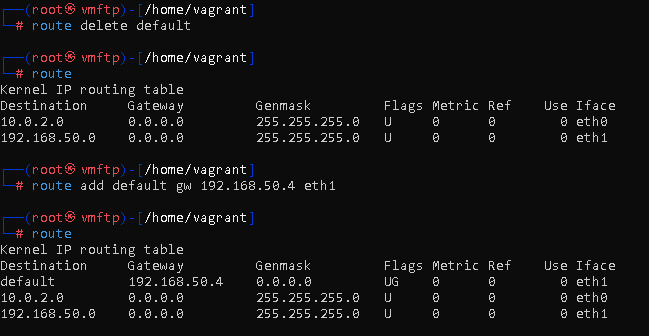 ┌──(root㉿vmftp)-[/home/vagrant]
└─# route delete default
┌──(root㉿vmftp)-[/home/vagrant]
└─# route
Kernel IP routing table
Destination     Gateway         Genmask         Flags Metric Ref    Use Iface
10.0.2.0        0.0.0.0         255.255.255.0   U     0      0        0 eth0
192.168.50.0    0.0.0.0         255.255.255.0   U     0      0        0 eth1
┌──(root㉿vmftp)-[/home/vagrant]
└─# route add default gw 192.168.50.4 eth1
┌──(root㉿vmftp)-[/home/vagrant]
└─# route
Kernel IP routing table
Destination     Gateway         Genmask         Flags Metric Ref    Use Iface
default         192.168.50.4    0.0.0.0         UG    0      0        0 eth1
10.0.2.0        0.0.0.0         255.255.255.0   U     0      0        0 eth0
192.168.50.0    0.0.0.0         255.255.255.0   U     0      0        0 eth1